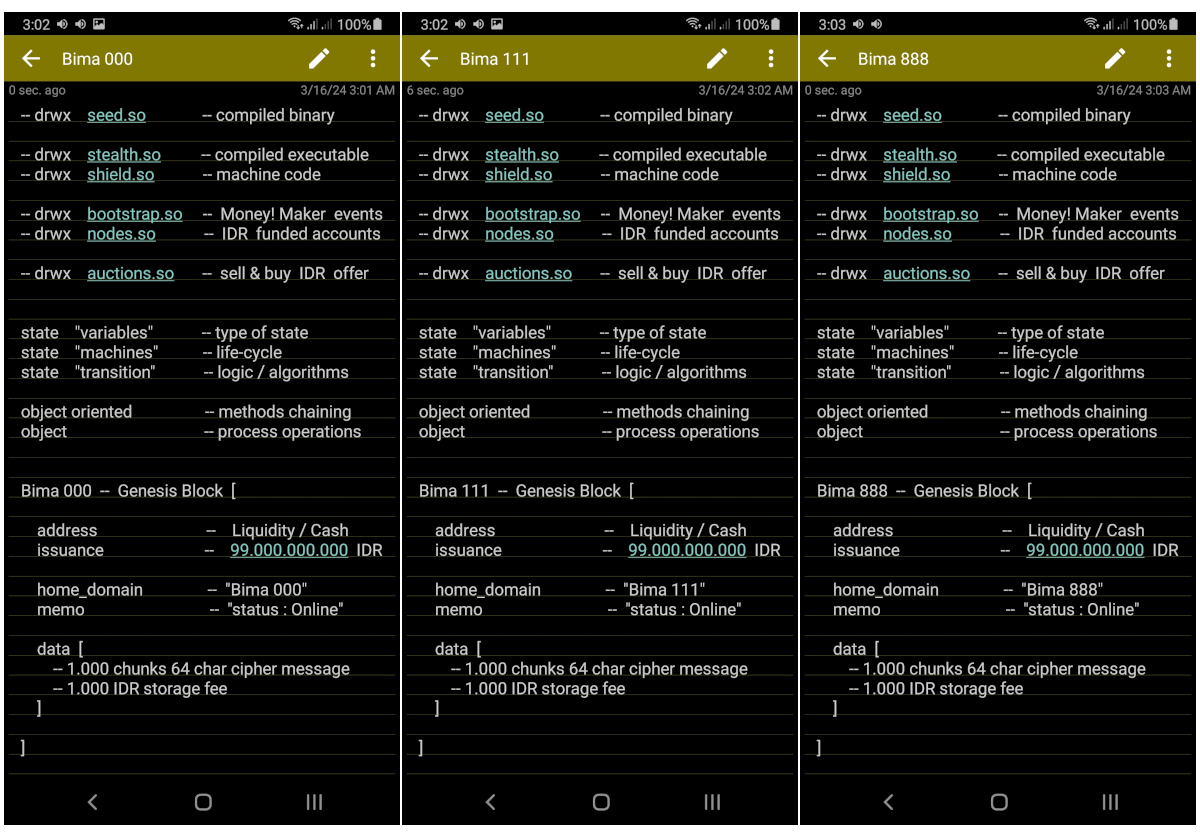 3:02 100%
Bima 000
0 sec. ago 3/16/24 3:01 AM
-- drwx seed.so -- compiled binary
-- drwx stealth.so -- compiled executable
-- drwx shield.so -- machine code
-- drwx bootstrap.so -- Money! Maker events
-- drwx nodes.so -- IDR funded accounts
-- drwx auctions.so -- sell & buy IDR offer
state "variables" -- type of state
state "machines" -- life-cycle
state "transition" -- logic / algorithms
object oriented -- methods chaining
object -- process operations
Bima 000 -- Genesis Block [
address -- Liquidity / Cash
issuance -- 99.000.000.000 IDR
home_domain -- "Bima 000"
memo -- "status : Online"
data [
-- 1.000 chunks 64 char cipher message
-- 1.000 IDR storage fee
]
]
3:02 100%
Bima 111
6 sec. ago 3/16/24 3:02 AM
-- drwx seed.so -- compiled binary
-- drwx stealth.so -- compiled executable
-- drwx shield.so -- machine code
-- drwx bootstrap.so -- Money! Maker events
-- drwx nodes.so -- IDR funded accounts
-- drwx auctions.so -- sell & buy IDR offer
state "variables" -- type of state
state "machines" -- life-cycle
state "transition" -- logic / algorithms
object oriented -- methods chaining
object -- process operations
Bima 111 -- Genesis Block [
address -- Liquidity / Cash
issuance -- 99.000.000.000 IDR
home_domain -- "Bima 111"
memo -- "status : Online"
data [
-- 1.000 chunks 64 char cipher message
-- 1.000 IDR storage fee
]
]
3:03 100%
Bima 888
0 sec. ago 3/16/24 3:03 AM
-- drwx seed.so -- compiled binary
-- drwx stealth.so -- compiled executable
-- drwx shield.so -- machine code
-- drwx bootstrap.so -- Money! Maker events
-- drwx nodes.so -- IDR funded accounts
-- drwx auctions.so -- sell & buy IDR offer
state "variables" -- type of state
state "machines" -- life-cycle
state "transition" -- logic / algorithms
object oriented -- methods chaining
object -- process operations
Bima 888 -- Genesis Block [
address -- Liquidity / Cash
issuance -- 99.000.000.000 IDR
home_domain -- "Bima 888"
memo -- "status : Online"
data [
-- 1.000 chunks 64 char cipher message
-- 1.000 IDR storage fee
]
]